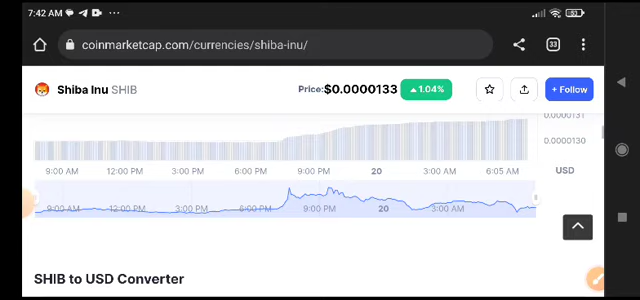 7:42 AM
53
coinmarketcap.com/currencies/shiba-inu/
33
Shiba Inu SHIB
Price:$0.0000133
1.04%
+ Follow
0.0000131
0.0000130
9:00 AM 12:00 PM 3:00 PM 6:00 PM 9:00 PM 20 3:00 AM 6:05 AM USD
9:00 AM 12:00 PM 3:00 PM 6:00 PM 9:00 PM 20 3:00 AM
SHIB to USD Converter